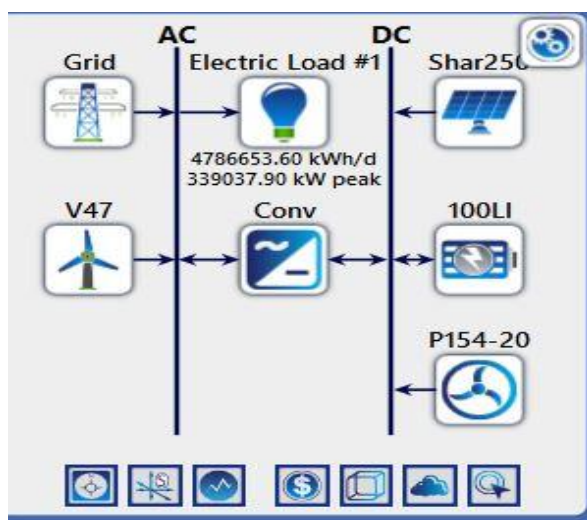 AC DC
Grid Electric Load #1 Shar250
4786653.60 kWh/d
339037.90 kW peak
V47 Conv 100LI
P154-20
S
$